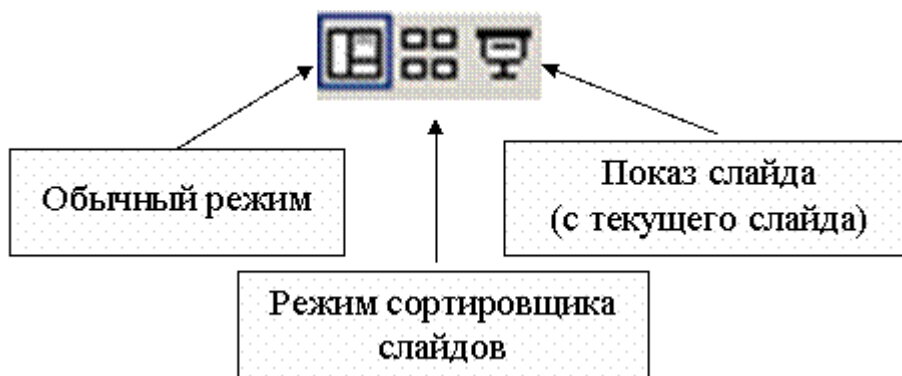 Обычный режим
Показ слайда
(с текущего слайда)
Режим сортировщика
слайдов